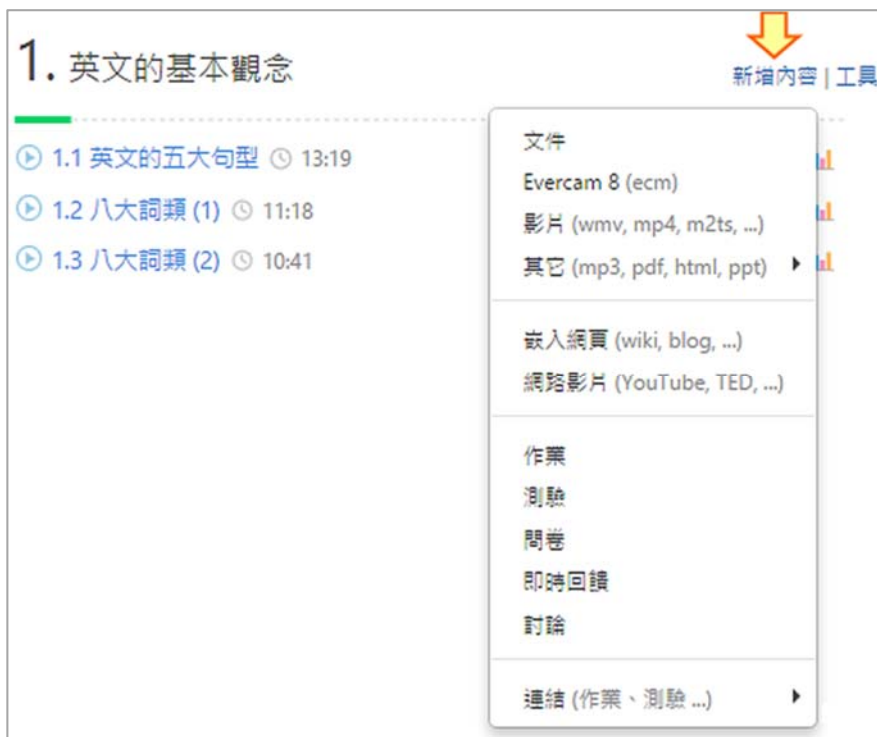 1. 英文的基本觀念
新增內容 | 工具
1.1 英文的五大句型 13:19
1.2 八大詞類 (1) 11:18
1.3 八大詞類 (2) 10:41
文件
Evercam 8 (ecm)
影片 (wmv, mp4, m2ts, ...)
其它 (mp3, pdf, html, ppt)
嵌入網頁 (wiki, blog, ...)
網路影片 (YouTube, TED, ...)
作業
測驗
問卷
即時回饋
討論
連結 (作業、測驗 ...)